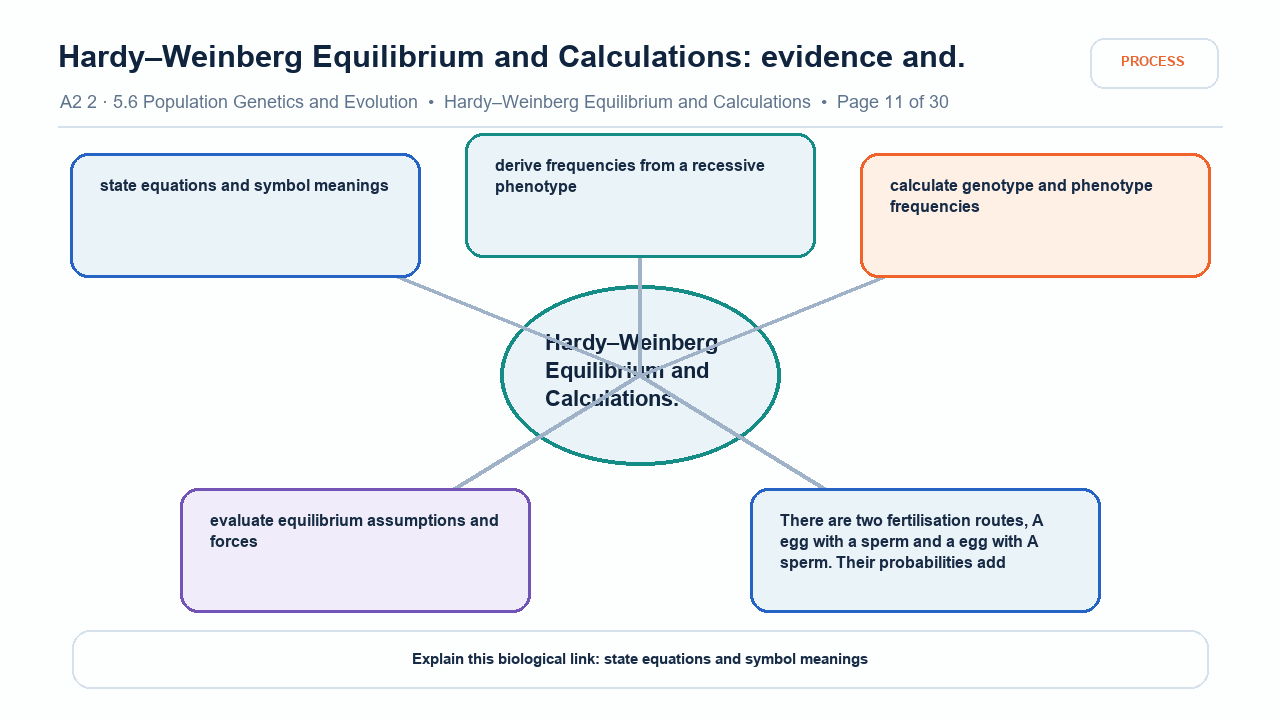 Hardy–Weinberg Equilibrium and Calculations: evidence and.
PROCESS
A2 2 · 5.6 Population Genetics and Evolution • Hardy–Weinberg Equilibrium and Calculations • Page 11 of 30
state equations and symbol meanings
derive frequencies from a recessive
phenotype
calculate genotype and phenotype
frequencies
Hardy–Weinberg
Equilibrium and
Calculations.
evaluate equilibrium assumptions and
forces
There are two fertilisation routes, A
egg with a sperm and a egg with A
sperm. Their probabilities add
Explain this biological link: state equations and symbol meanings